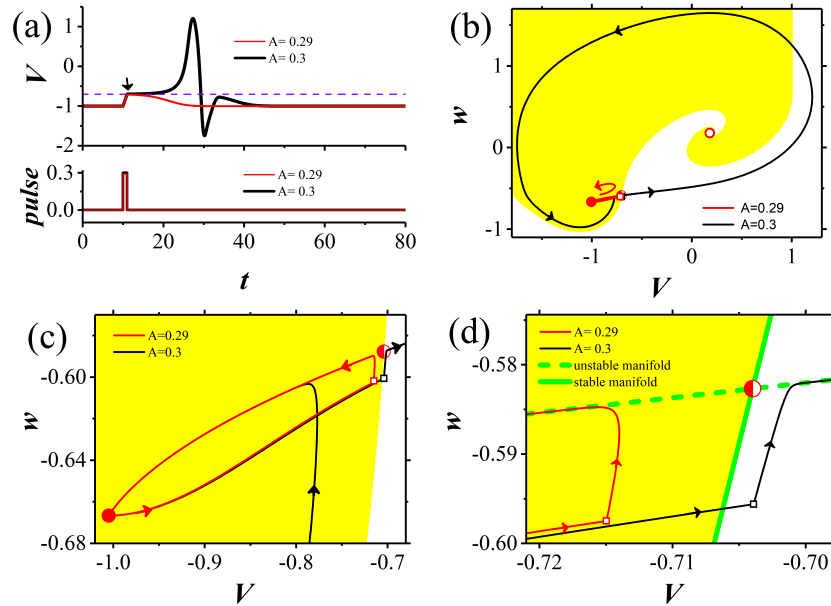 (a)
V
2
1
0
-1
-2
A= 0.29
A= 0.3
pulse
0.3
0.0
A= 0.29
A= 0.3
0 20 40 60 80
t
(b)
w
1
0
-1
A=0.29
A=0.3
-1 0 1
V
(c)
A=0.29
A=0.3
w
-0.60
-0.64
-0.68
-1.0 -0.9 -0.8 -0.7
V
(d)
A= 0.29
A= 0.3
unstable manifold
stable manifold
w
-0.58
-0.59
-0.60
-0.72 -0.71 -0.70
V